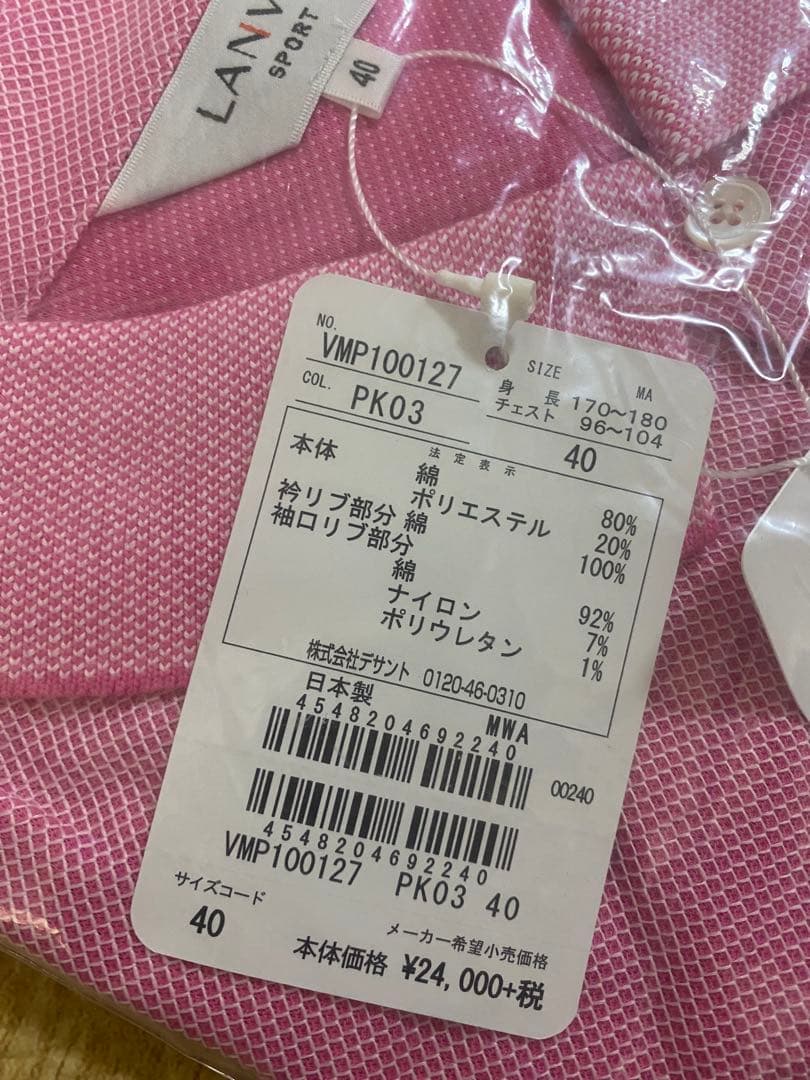 LANV
SPORT
40
NO.
VMP100127
COL.
PK03
SIZE
MA
身長 170～180
チェスト 96～104
40
法定表示
本体
綿 80%
ポリエステル 20%
衿リブ部分 綿 100%
袖口リブ部分
綿 92%
ナイロン 7%
ポリウレタン 1%
株式会社デサント 0120-46-0310
日本製
MWA
4548204692240
00240
4548204692240
VMP100127 PK03 40
サイズコード
40
メーカー希望小売価格
本体価格 ¥24,000+税